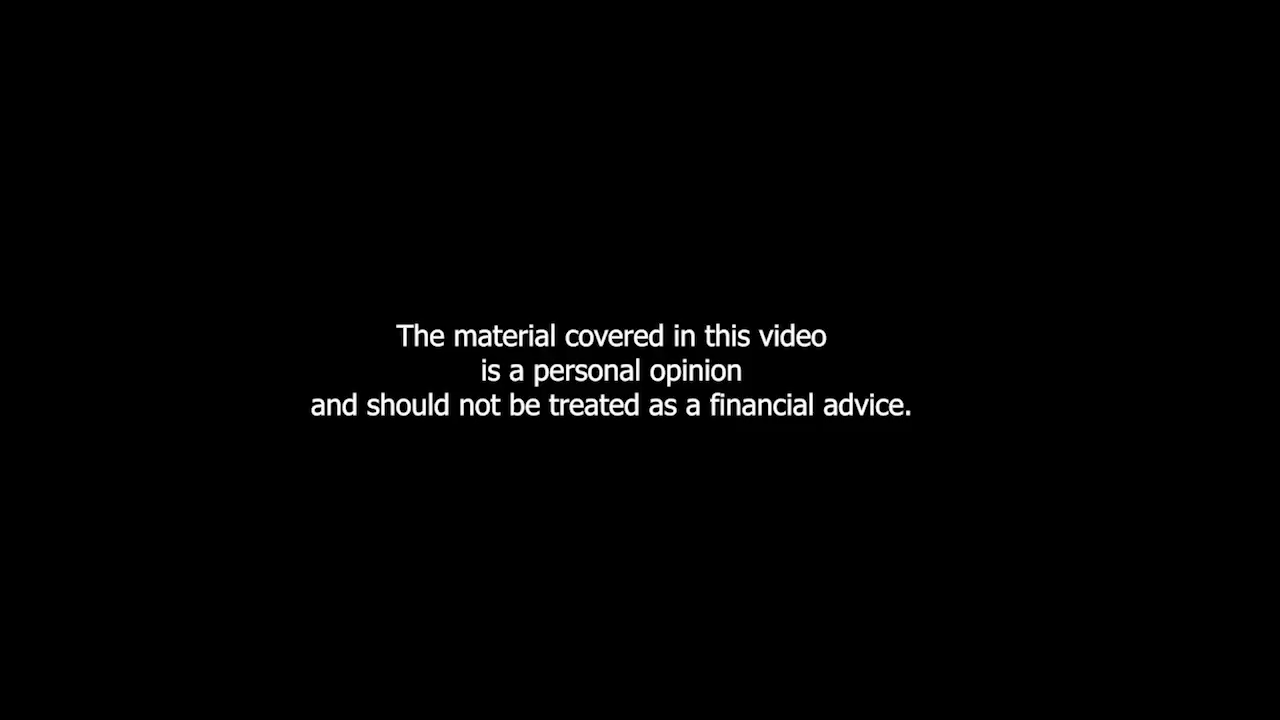 The material covered in this video
is a personal opinion
and should not be treated as a financial advice.